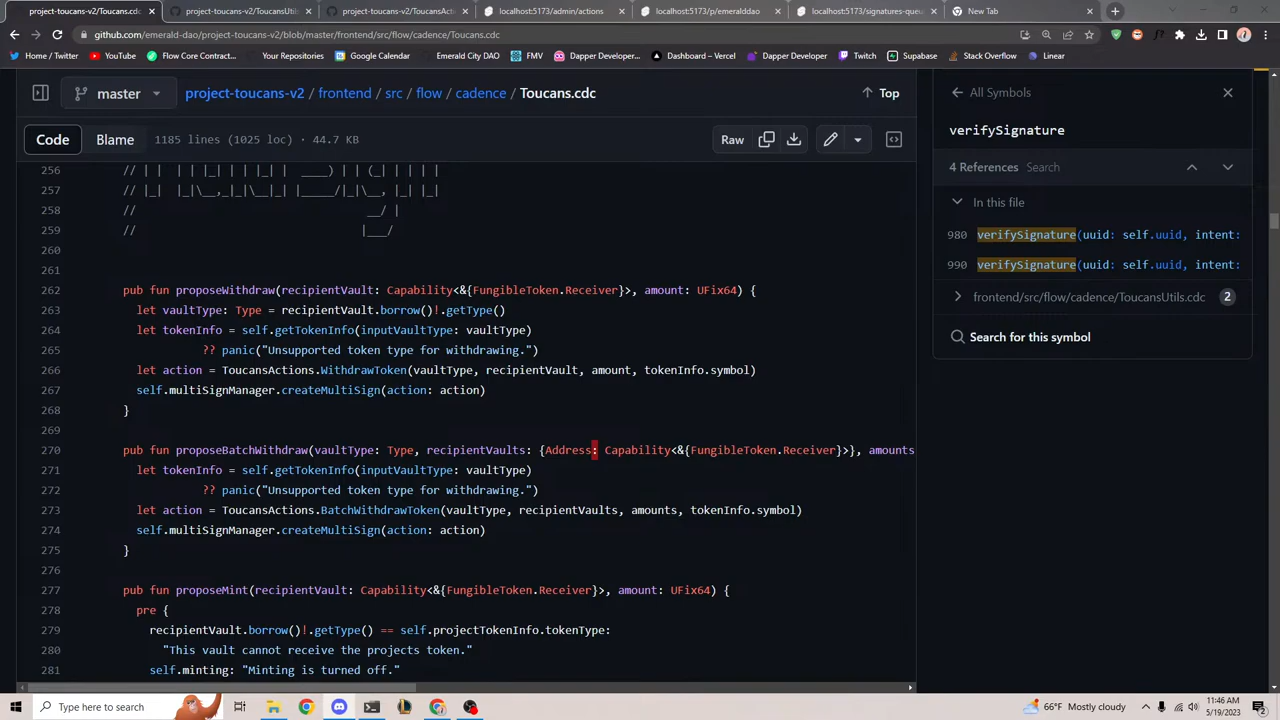 project-toucans-v2/Toucans.cdc
project-toucans-v2/ToucansUtils
project-toucans-v2/ToucansAction
localhost:5173/admin/actions
localhost:5173/p/emeralddao
localhost:5173/signatures-queu
New Tab
github.com/emerald-dao/project-toucans-v2/blob/master/frontend/src/flow/cadence/Toucans.cdc
Home / Twitter
YouTube
Flow Core Contract...
Your Repositories
Google Calendar
Emerald City DAO
FMV
Dapper Developer...
Dashboard – Vercel
Dapper Developer
Twitch
Supabase
Stack Overflow
Linear
master
project-toucans-v2 / frontend / src / flow / cadence / Toucans.cdc
Top
All Symbols
verifySignature
Code
Blame
1185 lines (1025 loc) · 44.7 KB
Raw
4 References Search
In this file
980 verifySignature(uuid: self.uuid, intent:
990 verifySignature(uuid: self.uuid, intent:
frontend/src/flow/cadence/ToucansUtils.cdc 2
Search for this symbol
256 // | |  | | |_| | | |_|  ____) | | (_| | | | |
257 // |_|  |_|\__,_|_|\__|_| |_____/|_|\__, |_| |_|
258 //                                   __/ |
259 //                                  |___/
260
261
262 pub fun proposeWithdraw(recipientVault: Capability<&{FungibleToken.Receiver}>, amount: UFix64) {
263 let vaultType: Type = recipientVault.borrow()!.getType()
264 let tokenInfo = self.getTokenInfo(inputVaultType: vaultType)
265 ?? panic("Unsupported token type for withdrawing.")
266 let action = ToucansActions.WithdrawToken(vaultType, recipientVault, amount, tokenInfo.symbol)
267 self.multiSignManager.createMultiSign(action: action)
268 }
269
270 pub fun proposeBatchWithdraw(vaultType: Type, recipientVaults: {Address: Capability<&{FungibleToken.Receiver}>}, amounts
271 let tokenInfo = self.getTokenInfo(inputVaultType: vaultType)
272 ?? panic("Unsupported token type for withdrawing.")
273 let action = ToucansActions.BatchWithdrawToken(vaultType, recipientVaults, amounts, tokenInfo.symbol)
274 self.multiSignManager.createMultiSign(action: action)
275 }
276
277 pub fun proposeMint(recipientVault: Capability<&{FungibleToken.Receiver}>, amount: UFix64) {
278 pre {
279 recipientVault.borrow()!.getType() == self.projectTokenInfo.tokenType:
280 "This vault cannot receive the projects token."
281 self.minting: "Minting is turned off."
Type here to search
66°F Mostly cloudy
11:46 AM
5/19/2023
2